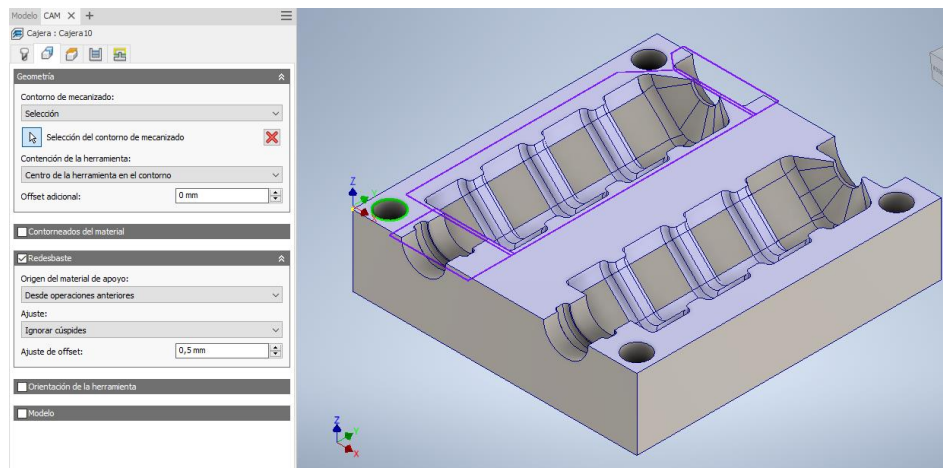 Modelo CAM × +
Cajera : Cajera10
Geometría
Contorno de mecanizado:
Selección
Selección del contorno de mecanizado
Contención de la herramienta:
Centro de la herramienta en el contorno
Offset adicional: 0 mm
Contorneados del material
Redesbaste
Origen del material de apoyo:
Desde operaciones anteriores
Ajuste:
Ignorar cúspides
Ajuste de offset: 0,5 mm
Orientación de la herramienta
Modelo
Z
Y
X
Z
Y
X